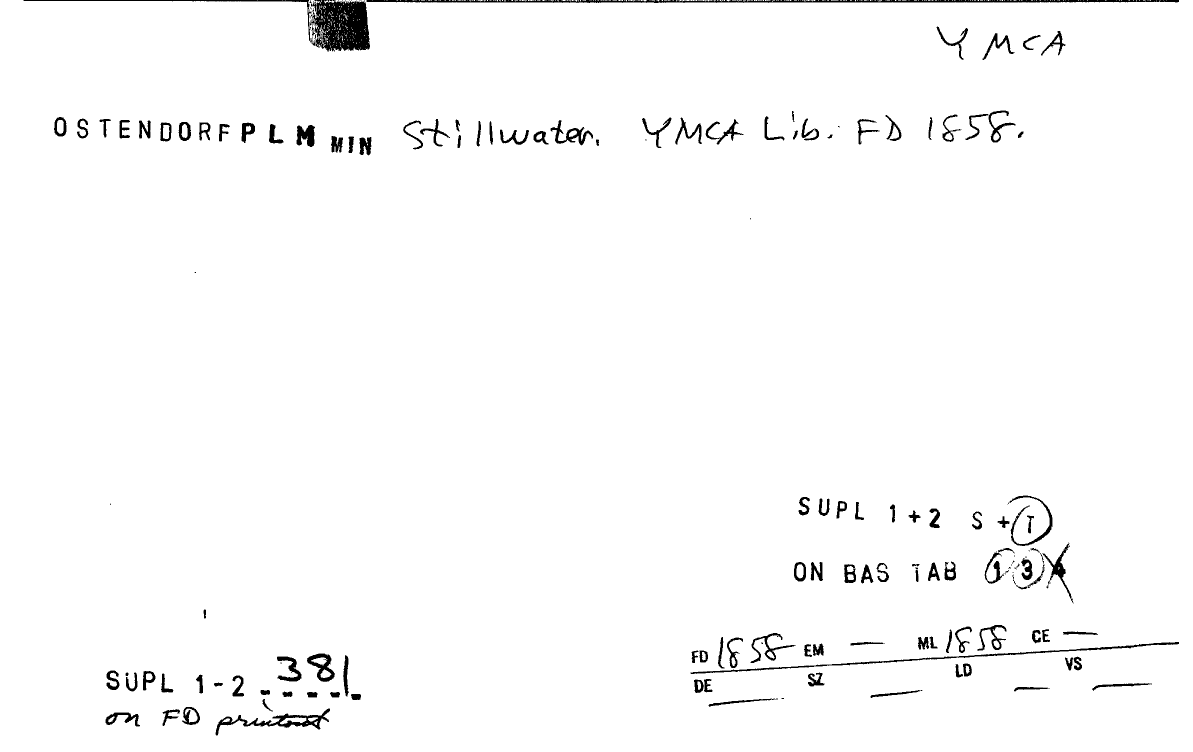 YMCA
OSTENDORF PLM MIN Stillwater. YMCA Lib. FD 1858.
SUPL 1+2 S + T
ON BAS TAB 1 3
FD 1858 EM — ML 1858 CE —
DE SZ LD VS
SUPL 1-2 381
on FD printout